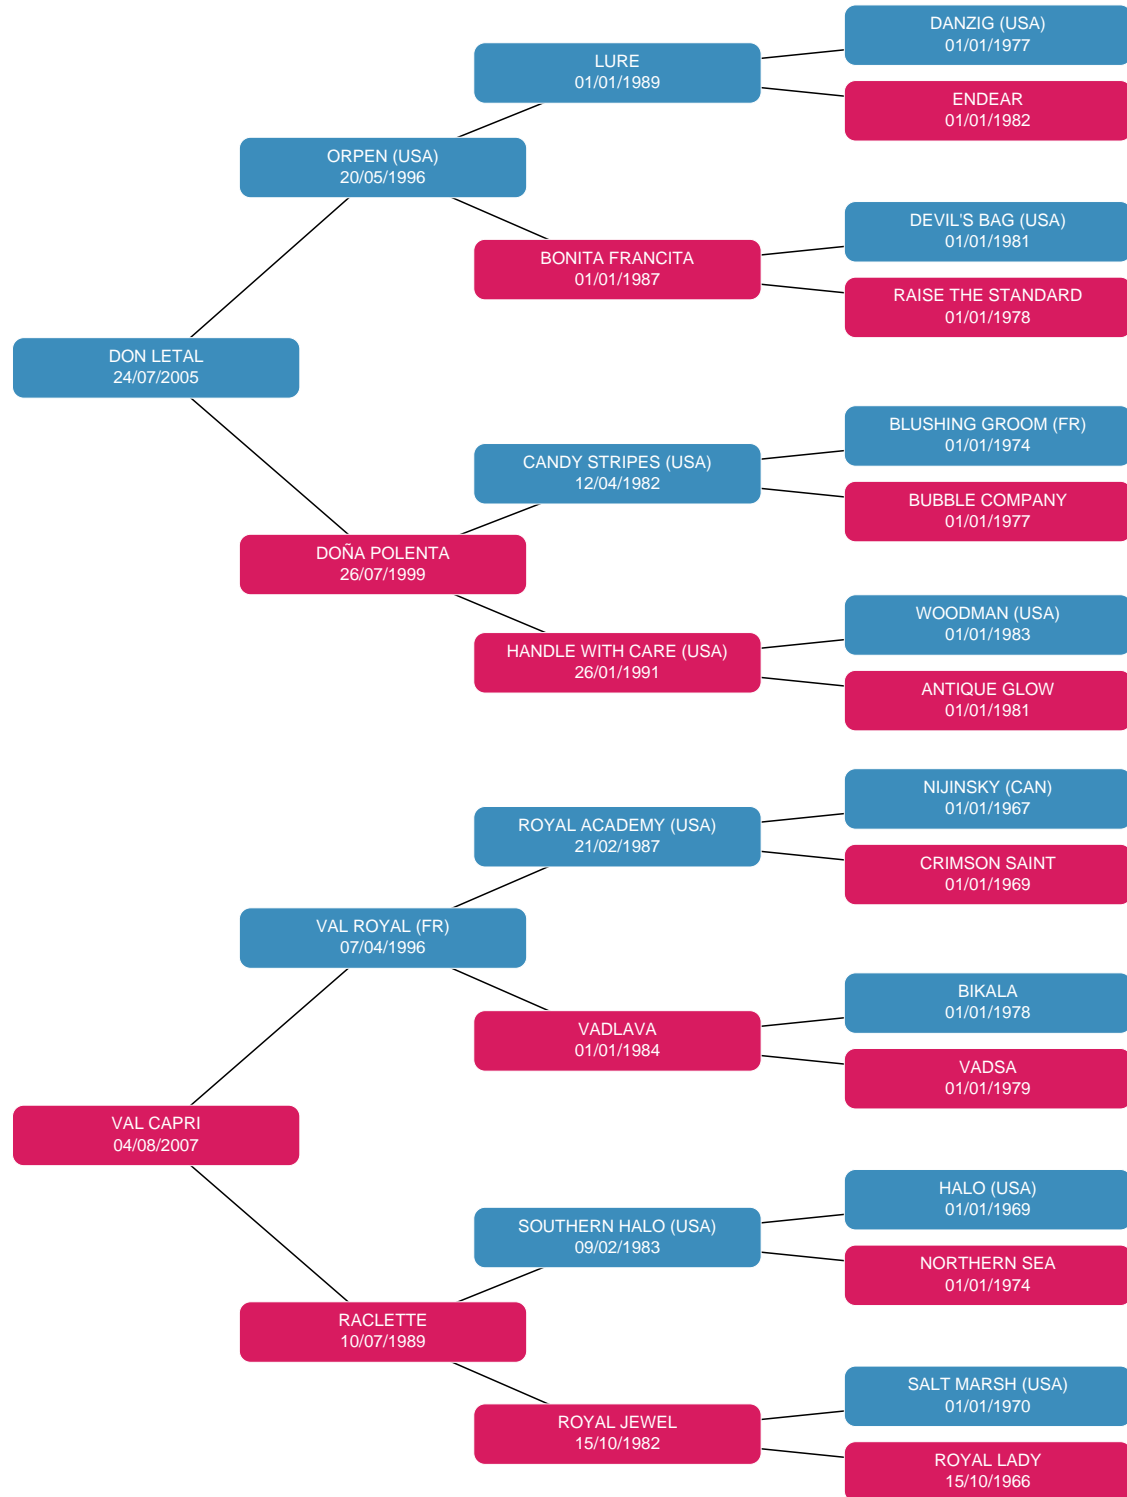 DANZIG (USA)
01/01/1977
LURE
01/01/1989
ENDEAR
01/01/1982
ORPEN (USA)
20/05/1996
DEVIL'S BAG (USA)
01/01/1981
BONITA FRANCITA
01/01/1987
RAISE THE STANDARD
01/01/1978
DON LETAL
24/07/2005
BLUSHING GROOM (FR)
01/01/1974
CANDY STRIPES (USA)
12/04/1982
BUBBLE COMPANY
01/01/1977
DOÑA POLENTA
26/07/1999
WOODMAN (USA)
01/01/1983
HANDLE WITH CARE (USA)
26/01/1991
ANTIQUE GLOW
01/01/1981
NIJINSKY (CAN)
01/01/1967
ROYAL ACADEMY (USA)
21/02/1987
CRIMSON SAINT
01/01/1969
VAL ROYAL (FR)
07/04/1996
BIKALA
01/01/1978
VADLAVA
01/01/1984
VADSA
01/01/1979
VAL CAPRI
04/08/2007
HALO (USA)
01/01/1969
SOUTHERN HALO (USA)
09/02/1983
NORTHERN SEA
01/01/1974
RACLETTE
10/07/1989
SALT MARSH (USA)
01/01/1970
ROYAL JEWEL
15/10/1982
ROYAL LADY
15/10/1966